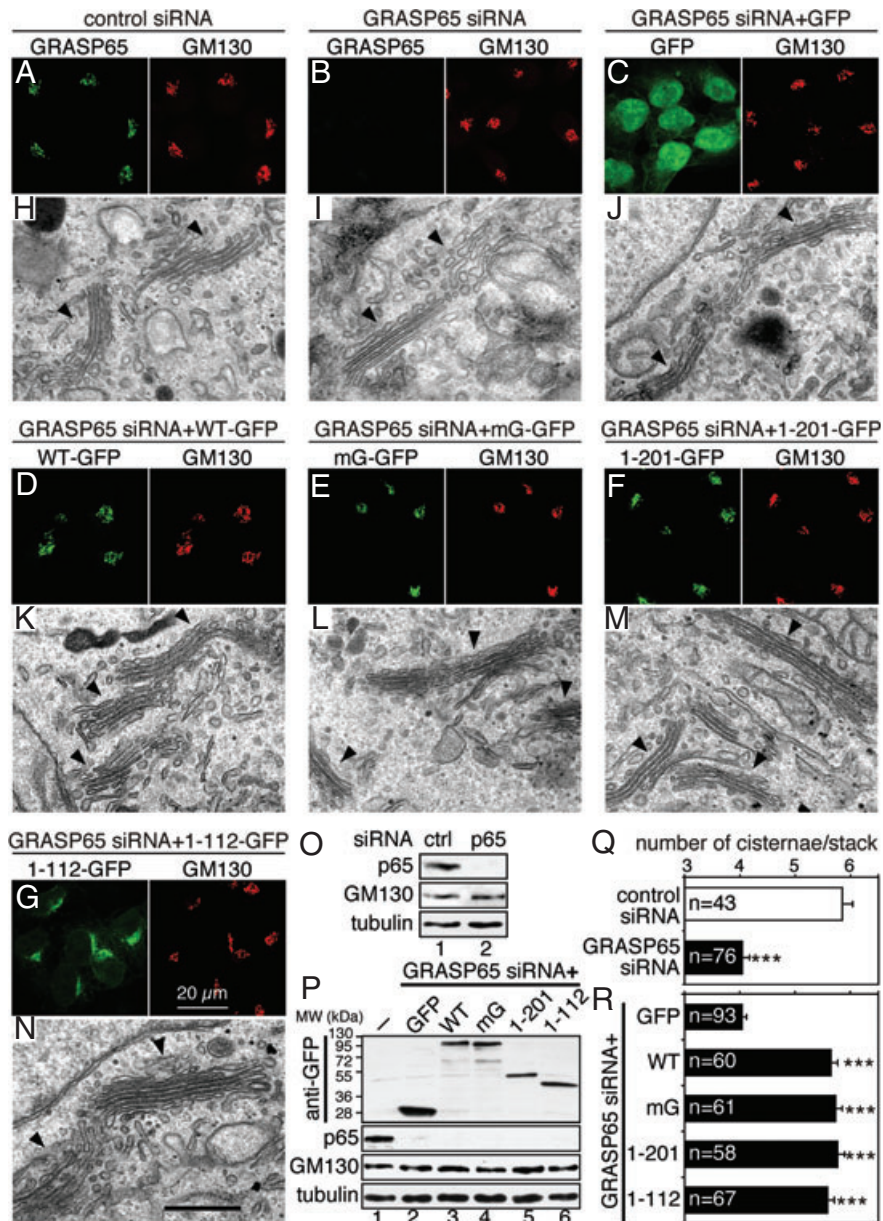 control siRNA
GRASP65 siRNA
GRASP65 siRNA+GFP
GRASP65
GM130
GRASP65
GM130
GFP
GM130
A
B
C
H
I
J
GRASP65 siRNA+WT-GFP
GRASP65 siRNA+mG-GFP
GRASP65 siRNA+1-201-GFP
WT-GFP
GM130
mG-GFP
GM130
1-201-GFP
GM130
D
E
F
K
L
M
GRASP65 siRNA+1-112-GFP
1-112-GFP
GM130
G
20 µm
N
O
siRNA ctrl p65
p65
GM130
tubulin
1 2
P
GRASP65 siRNA+
MW (kDa)
– GFP WT mG 1-201 1-112
130
95
72
55
36
28
anti-GFP
p65
GM130
tubulin
1 2 3 4 5 6
Q
number of cisternae/stack
3 4 5 6
control siRNA
n=43
GRASP65 siRNA
n=76 ***
R
GRASP65 siRNA+
GFP n=93
WT n=60 ***
mG n=61 ***
1-201 n=58 ***
1-112 n=67 ***